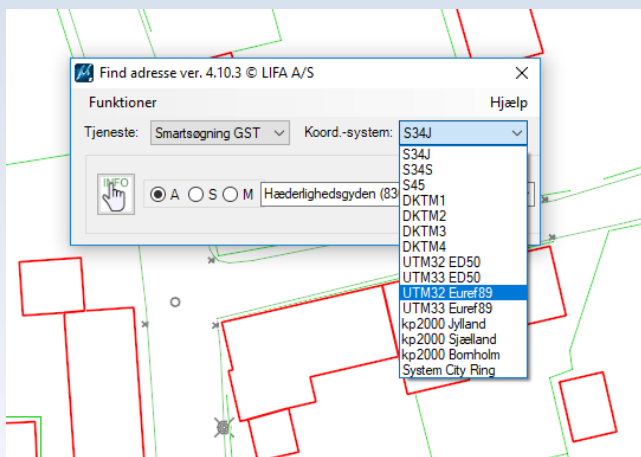 Find adresse ver. 4.10.3 © LIFA A/S
Funktioner Hjælp
Tjeneste: Smartsøgning GST Koord.-system: S34J
INFO A S M Hæderlighedsgyden
S34J
S34S
S45
DKTM1
DKTM2
DKTM3
DKTM4
UTM32 ED50
UTM33 ED50
UTM32 Euref89
UTM33 Euref89
kp2000 Jylland
kp2000 Sjælland
kp2000 Bornholm
System City Ring